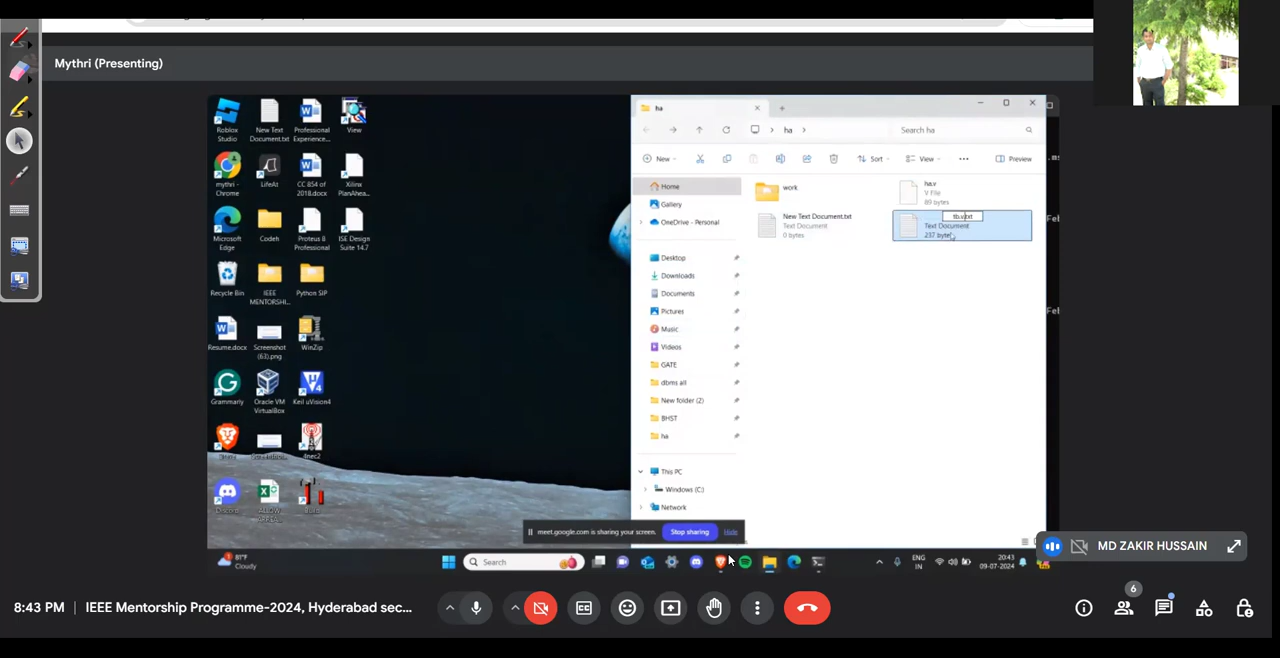 Mythri (Presenting)
Roblox Studio
New Text Document.txt
Professional Experience...
View
mythri - Chrome
LifeAt
CC 854 of 2018.docx
Xilinx PlanAhea...
Microsoft Edge
Codeh
Proteus 8 Professional
ISE Design Suite 14.7
Recycle Bin
IEEE MENTORSHI...
Python SIP
Resume.docx
Screenshot (63).png
WinZip
Grammarly
Oracle VM VirtualBox
Keil uVision4
4nec2
Discord
ha
ha
Search ha
New
Sort
View
Preview
Home
Gallery
OneDrive - Personal
Desktop
Downloads
Documents
Pictures
Music
Videos
GATE
dbms all
New folder (2)
BHST
ha
This PC
Windows (C:)
Network
work
New Text Document.txt
Text Document
0 bytes
ha.v
V File
89 bytes
tb.v.txt
Text Document
237 bytes
meet.google.com is sharing your screen.
Stop sharing
Hide
81°F
Cloudy
Search
ENG
IN
20:43
09-07-2024
MD ZAKIR HUSSAIN
8:43 PM | IEEE Mentorship Programme-2024, Hyderabad sec...
6